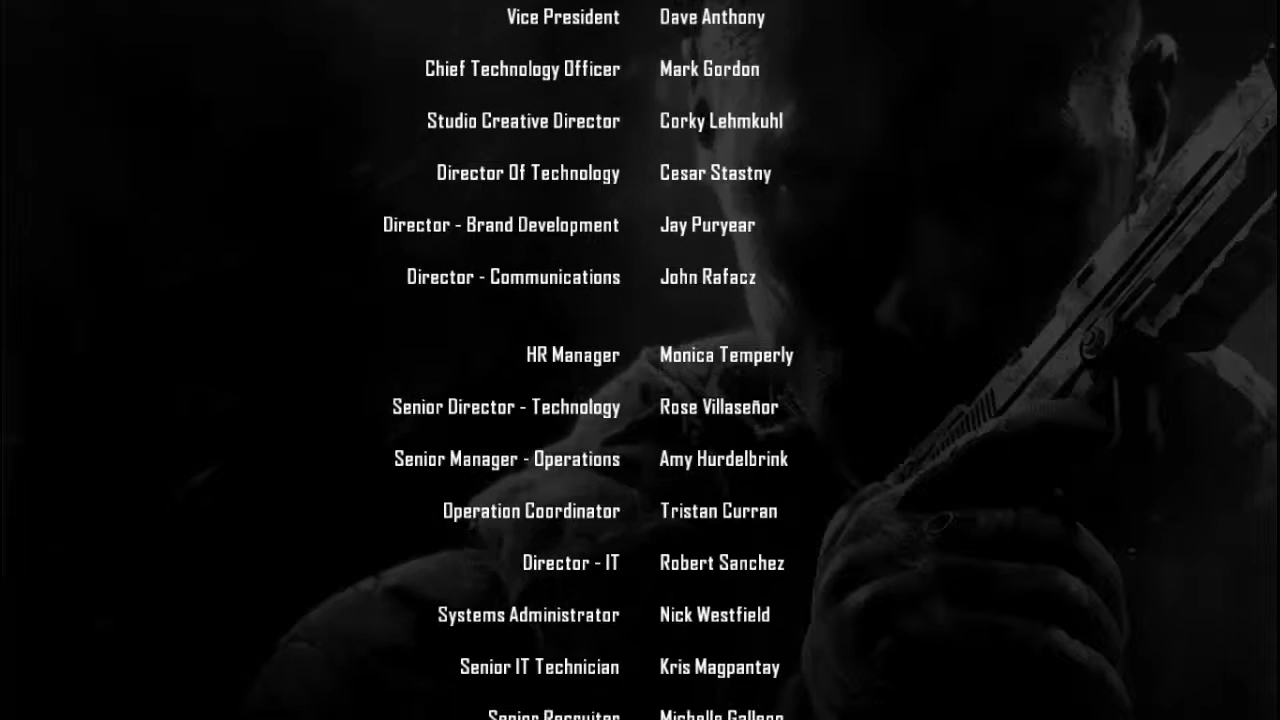 Vice President Dave Anthony
Chief Technology Officer Mark Gordon
Studio Creative Director Corky Lehmkuhl
Director Of Technology Cesar Stastny
Director - Brand Development Jay Puryear
Director - Communications John Rafacz
HR Manager Monica Temperly
Senior Director - Technology Rose Villaseñor
Senior Manager - Operations Amy Hurdelbrink
Operation Coordinator Tristan Curran
Director - IT Robert Sanchez
Systems Administrator Nick Westfield
Senior IT Technician Kris Magpantay
Senior Recruiter Michelle